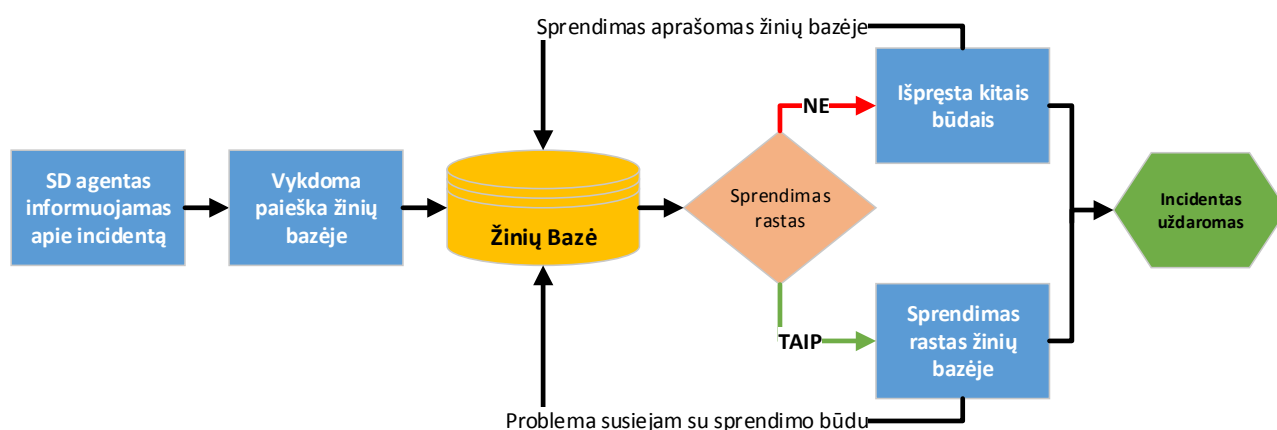 Sprendimas aprašomas žinių bazėje
Išpręsta kitais
būdais
NE
SD agentas
informuojamas
apie incidentą
Vykdoma
paieška žinių
bazėje
Žinių Bazė
Sprendimas
rastas
Incidentas
uždaromas
TAIP
Sprendimas
rastas žinių
bazėje
Problema susiejam su sprendimo būdu